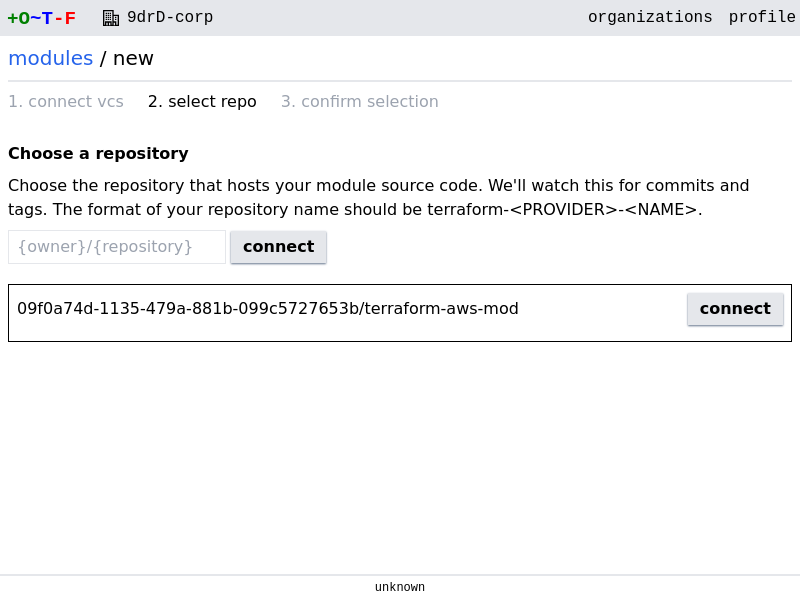 +O~T-F 9drD-corp organizations profile
modules / new
1. connect vcs 2. select repo 3. confirm selection
Choose a repository
Choose the repository that hosts your module source code. We'll watch this for commits and
tags. The format of your repository name should be terraform-<PROVIDER>-<NAME>.
{owner}/{repository} connect
09f0a74d-1135-479a-881b-099c5727653b/terraform-aws-mod connect
unknown